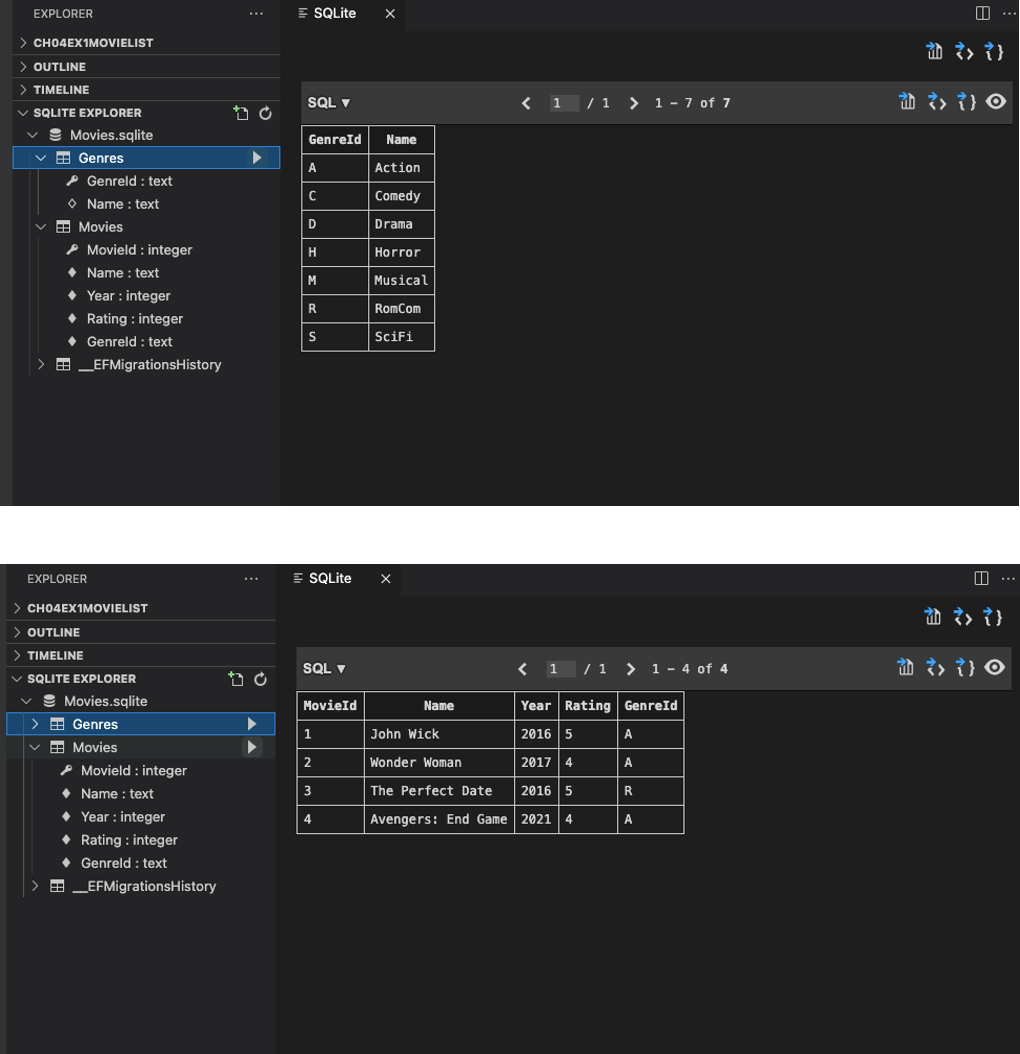 EXPLORER
SQLite
CH04EX1MOVIELIST
OUTLINE
TIMELINE
SQLITE EXPLORER
SQL ▼ < 1 / 1 > 1 – 7 of 7
Movies.sqlite
Genres
GenreId : text
Name : text
Movies
MovieId : integer
Name : text
Year : integer
Rating : integer
GenreId : text
__EFMigrationsHistory
GenreId Name
A Action
C Comedy
D Drama
H Horror
M Musical
R RomCom
S SciFi
EXPLORER
SQLite
CH04EX1MOVIELIST
OUTLINE
TIMELINE
SQLITE EXPLORER
SQL ▼ < 1 / 1 > 1 – 4 of 4
Movies.sqlite
Genres
Movies
MovieId : integer
Name : text
Year : integer
Rating : integer
GenreId : text
__EFMigrationsHistory
MovieId Name Year Rating GenreId
1 John Wick 2016 5 A
2 Wonder Woman 2017 4 A
3 The Perfect Date 2016 5 R
4 Avengers: End Game 2021 4 A